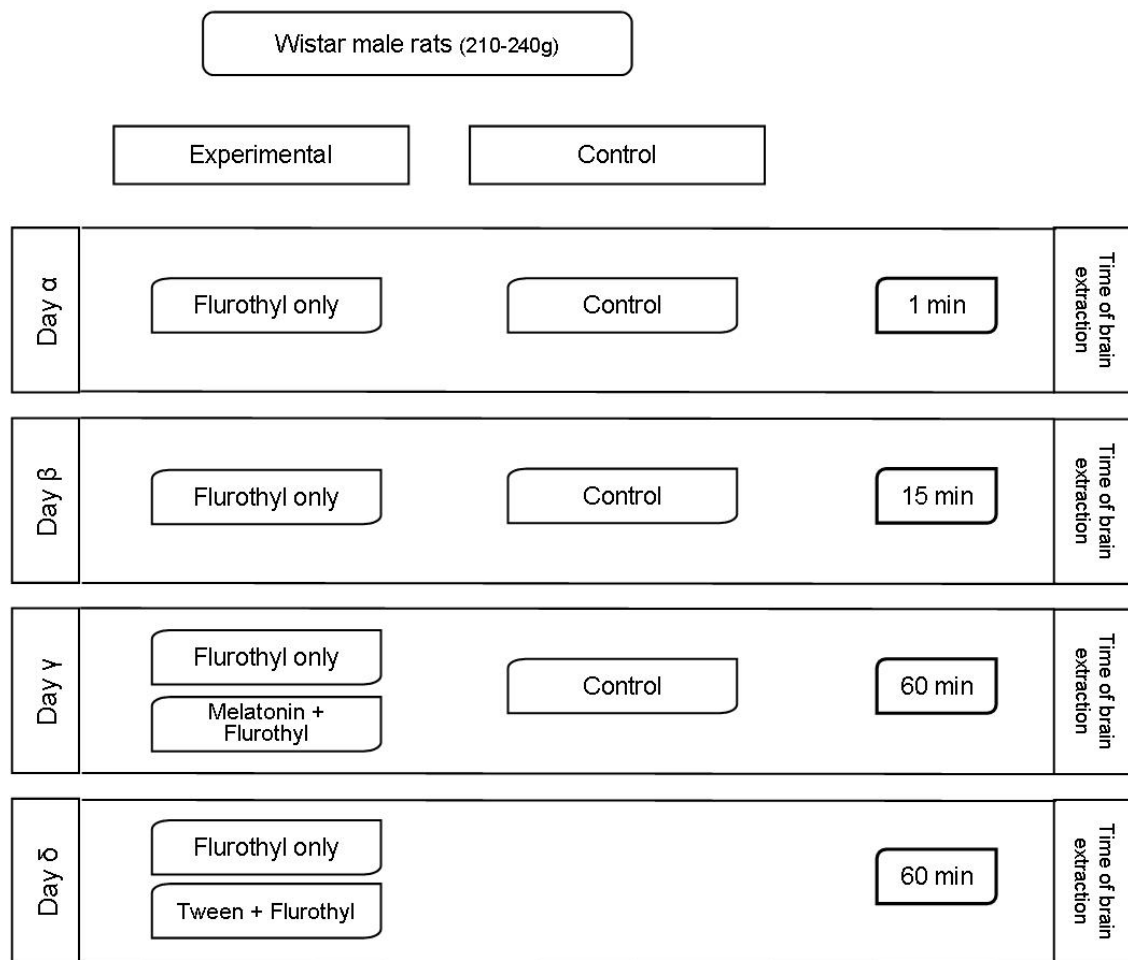 Wistar male rats (210-240g)
Experimental
Control
Day α
Flurothyl only
Control
1 min
Time of brain
extraction
Day β
Flurothyl only
Control
15 min
Time of brain
extraction
Day γ
Flurothyl only
Melatonin +
Flurothyl
Control
60 min
Time of brain
extraction
Day δ
Flurothyl only
Tween + Flurothyl
60 min
Time of brain
extraction